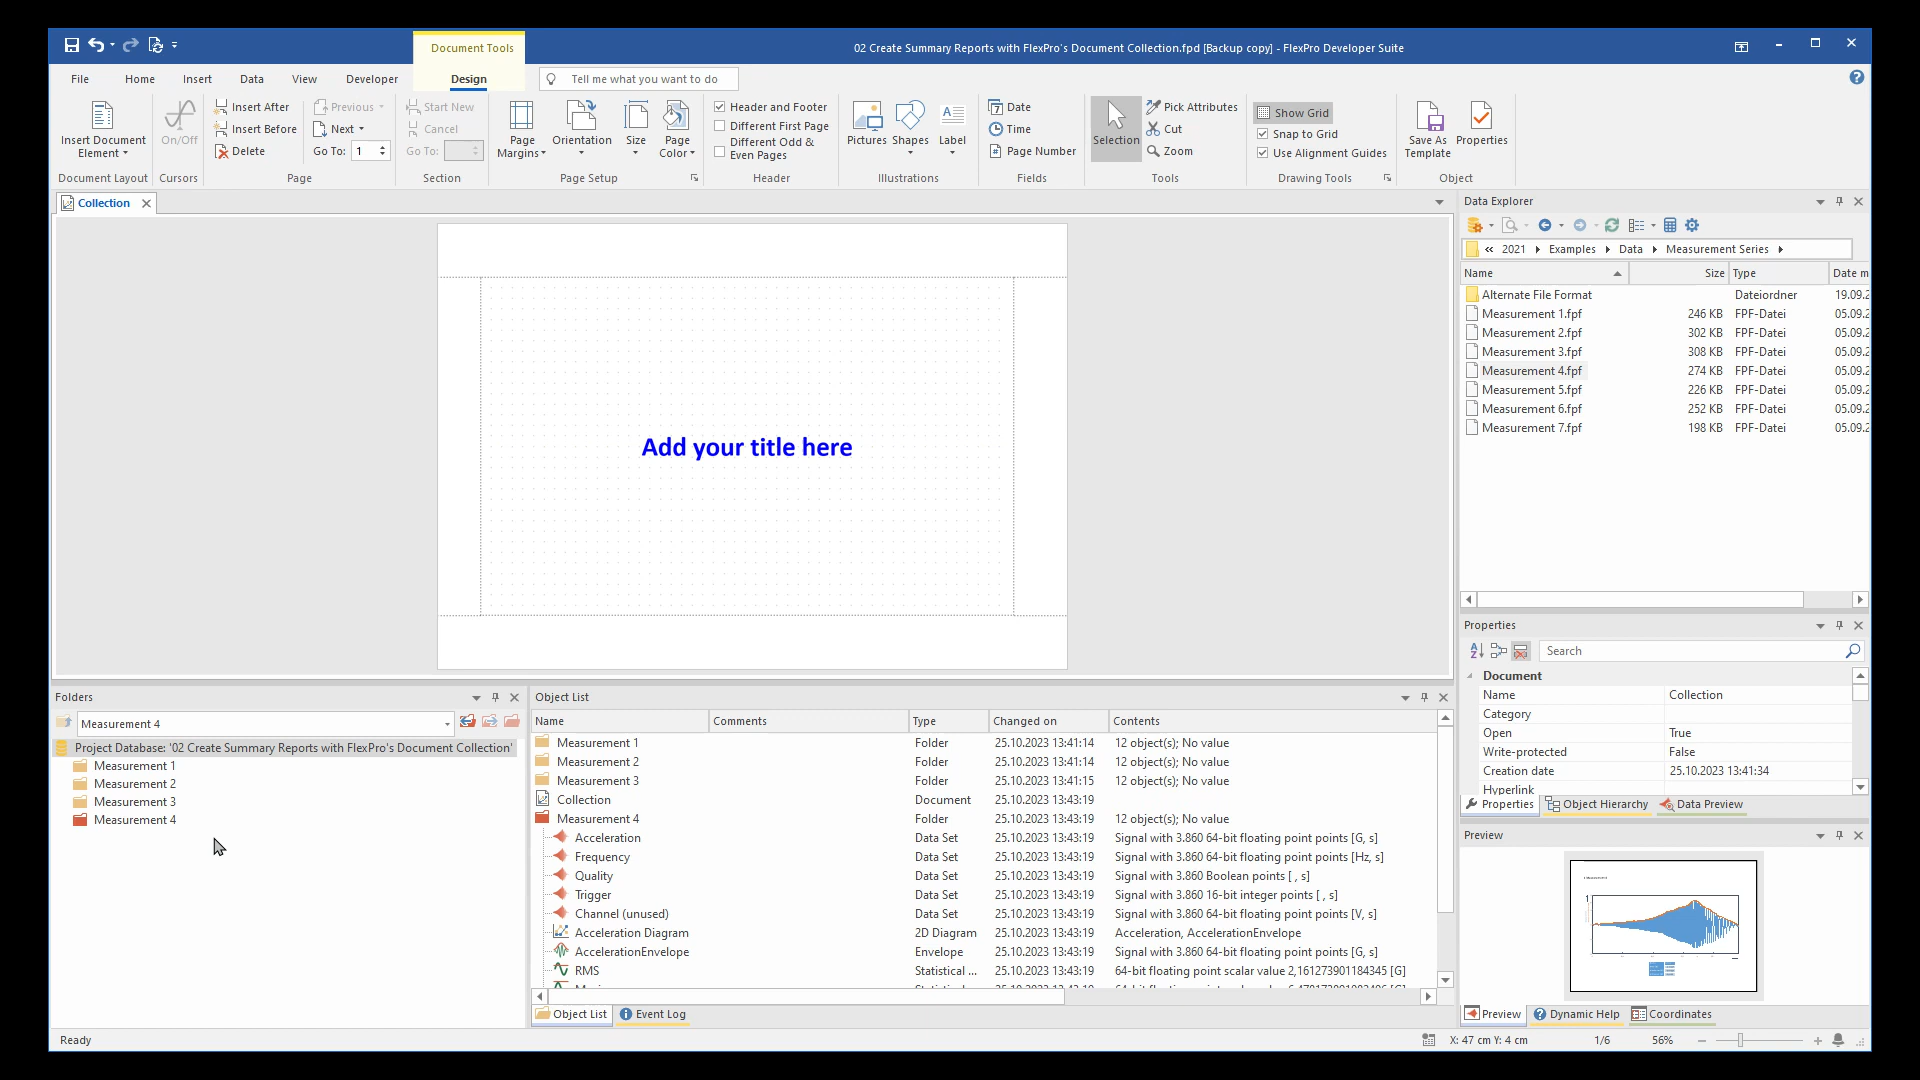 Document Tools
02 Create Summary Reports with FlexPro's Document Collection.fpd [Backup copy] - FlexPro Developer Suite
File Home Insert Data View Developer Design Tell me what you want to do
Insert Document Element
On/Off
Insert After
Insert Before
Delete
Previous
Next
Go To: 1
Start New
Cancel
Go To:
Page Margins
Orientation
Size
Page Color
Header and Footer
Different First Page
Different Odd & Even Pages
Pictures
Shapes
Label
Date
Time
Page Number
Selection
Pick Attributes
Cut
Zoom
Show Grid
Snap to Grid
Use Alignment Guides
Save As Template
Properties
Document Layout Cursors Page Section Page Setup Header Illustrations Fields Tools Drawing Tools Object
Collection
Add your title here
Data Explorer
« 2021 Examples Data Measurement Series
Name Size Type Date m
Alternate File Format Dateiordner 19.09.2
Measurement 1.fpf 246 KB FPF-Datei 05.09.2
Measurement 2.fpf 302 KB FPF-Datei 05.09.2
Measurement 3.fpf 308 KB FPF-Datei 05.09.2
Measurement 4.fpf 274 KB FPF-Datei 05.09.2
Measurement 5.fpf 226 KB FPF-Datei 05.09.2
Measurement 6.fpf 252 KB FPF-Datei 05.09.2
Measurement 7.fpf 198 KB FPF-Datei 05.09.2
Properties
Search
Document
Name Collection
Category
Open True
Write-protected False
Creation date 25.10.2023 13:41:34
Hyperlink
Properties Object Hierarchy Data Preview
Folders
Measurement 4
Project Database: '02 Create Summary Reports with FlexPro's Document Collection'
Measurement 1
Measurement 2
Measurement 3
Measurement 4
Object List
Name Comments Type Changed on Contents
Measurement 1 Folder 25.10.2023 13:41:14 12 object(s); No value
Measurement 2 Folder 25.10.2023 13:41:14 12 object(s); No value
Measurement 3 Folder 25.10.2023 13:41:15 12 object(s); No value
Collection Document 25.10.2023 13:43:19
Measurement 4 Folder 25.10.2023 13:43:19 12 object(s); No value
Acceleration Data Set 25.10.2023 13:43:19 Signal with 3.860 64-bit floating point points [G, s]
Frequency Data Set 25.10.2023 13:43:19 Signal with 3.860 64-bit floating point points [Hz, s]
Quality Data Set 25.10.2023 13:43:19 Signal with 3.860 Boolean points [ , s]
Trigger Data Set 25.10.2023 13:43:19 Signal with 3.860 16-bit integer points [ , s]
Channel (unused) Data Set 25.10.2023 13:43:19 Signal with 3.860 64-bit floating point points [V, s]
Acceleration Diagram 2D Diagram 25.10.2023 13:43:19 Acceleration, AccelerationEnvelope
AccelerationEnvelope Envelope 25.10.2023 13:43:19 Signal with 3.860 64-bit floating point points [G, s]
RMS Statistical ... 25.10.2023 13:43:19 64-bit floating point scalar value 2,161273901184345 [G]
Object List Event Log
Preview
Preview Dynamic Help Coordinates
Ready X: 47 cm Y: 4 cm 1/6 56%